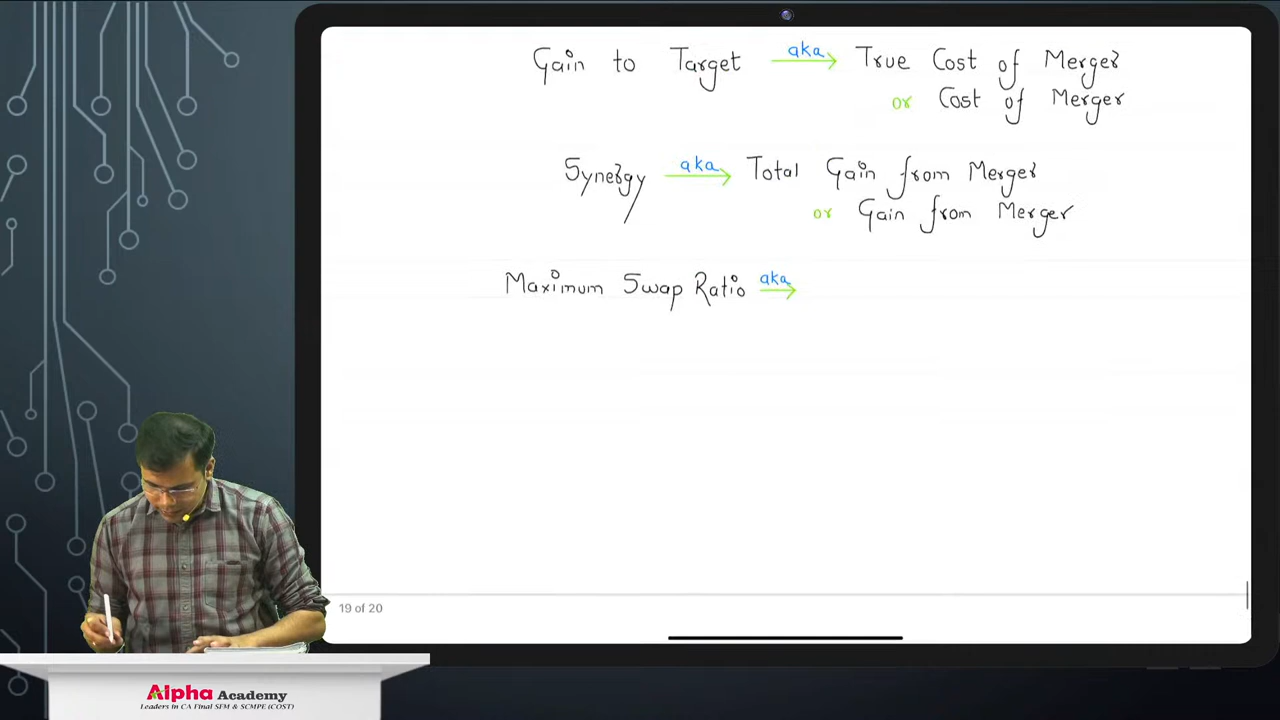 Gain to Target aka True Cost of Merger
or Cost of Merger
Synergy aka Total Gain from Merger
or Gain from Merger
Maximum Swap Ratio aka
19 of 20
Alpha Academy
Leaders in CA Final SFM & SCMPE (COST)